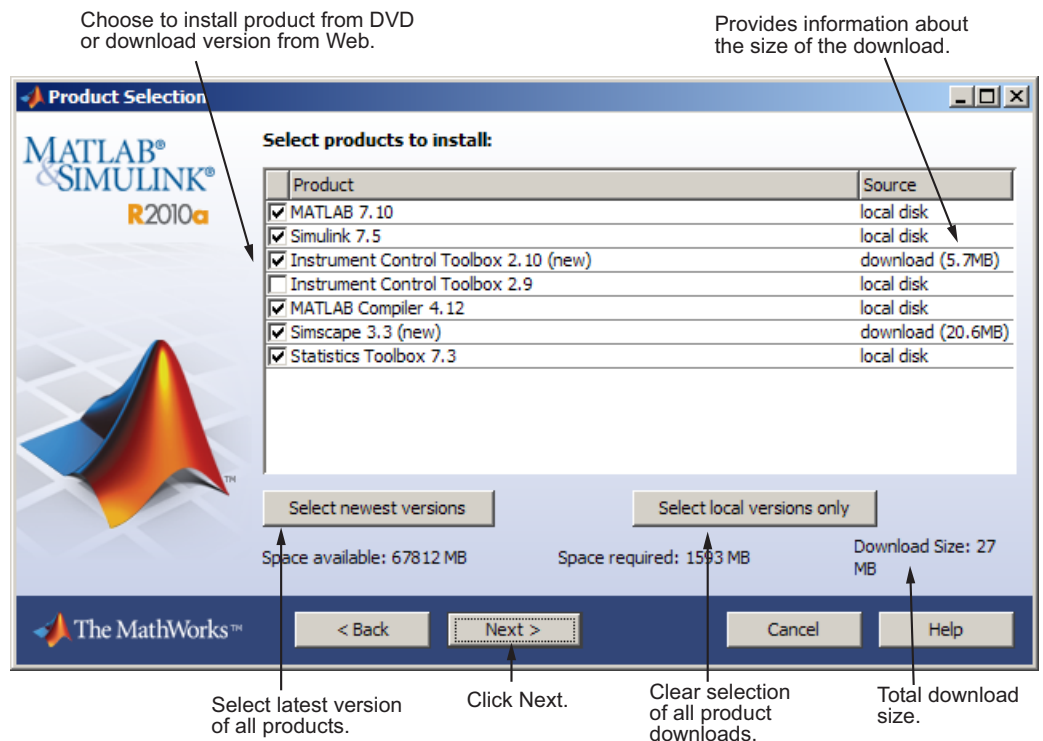 Choose to install product from DVD
or download version from Web.
Provides information about
the size of the download.
Product Selection
MATLAB®
&SIMULINK®
R2010a
Select products to install:
Product Source
MATLAB 7.10 local disk
Simulink 7.5 local disk
Instrument Control Toolbox 2.10 (new) download (5.7MB)
Instrument Control Toolbox 2.9 local disk
MATLAB Compiler 4.12 local disk
Simscape 3.3 (new) download (20.6MB)
Statistics Toolbox 7.3 local disk
TM
Select newest versions Select local versions only
Space available: 67812 MB Space required: 1593 MB Download Size: 27
MB
The MathWorks™ < Back Next > Cancel Help
Select latest version
of all products.
Click Next.
Clear selection
of all product
downloads.
Total download
size.